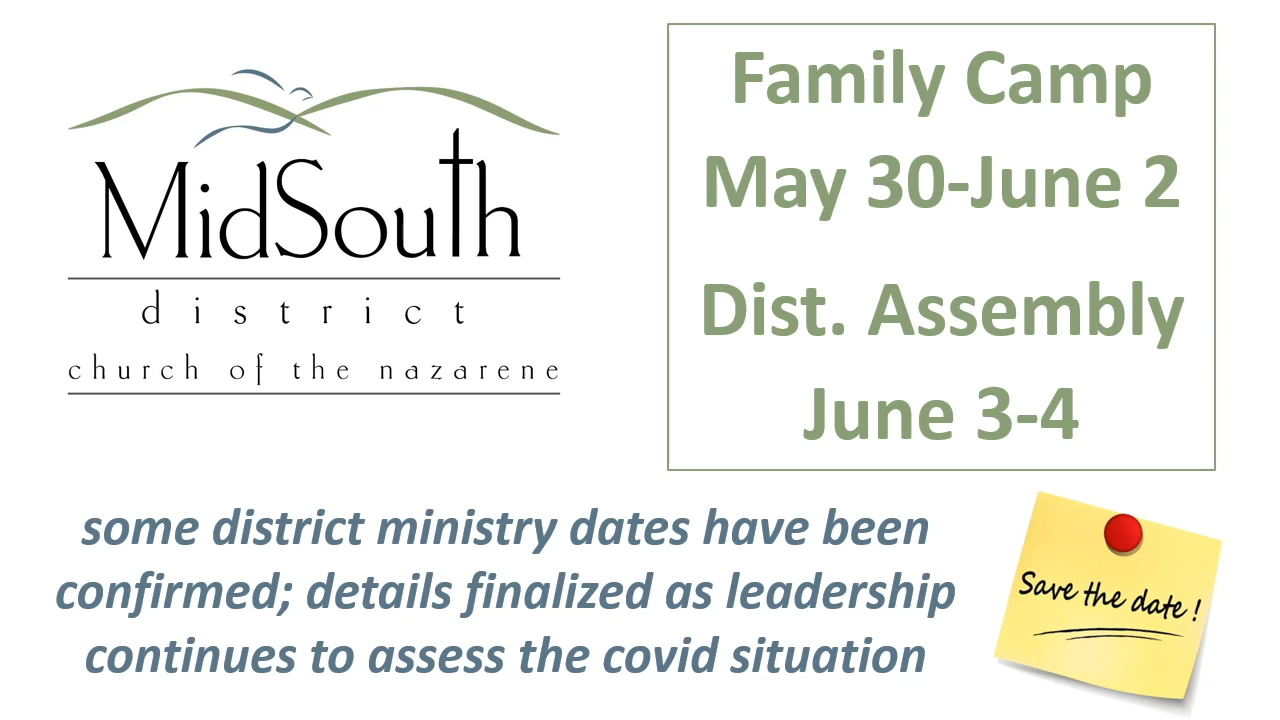 MidSouth
district
church of the nazarene
Family Camp
May 30-June 2
Dist. Assembly
June 3-4
some district ministry dates have been
confirmed; details finalized as leadership
continues to assess the covid situation
Save the date !